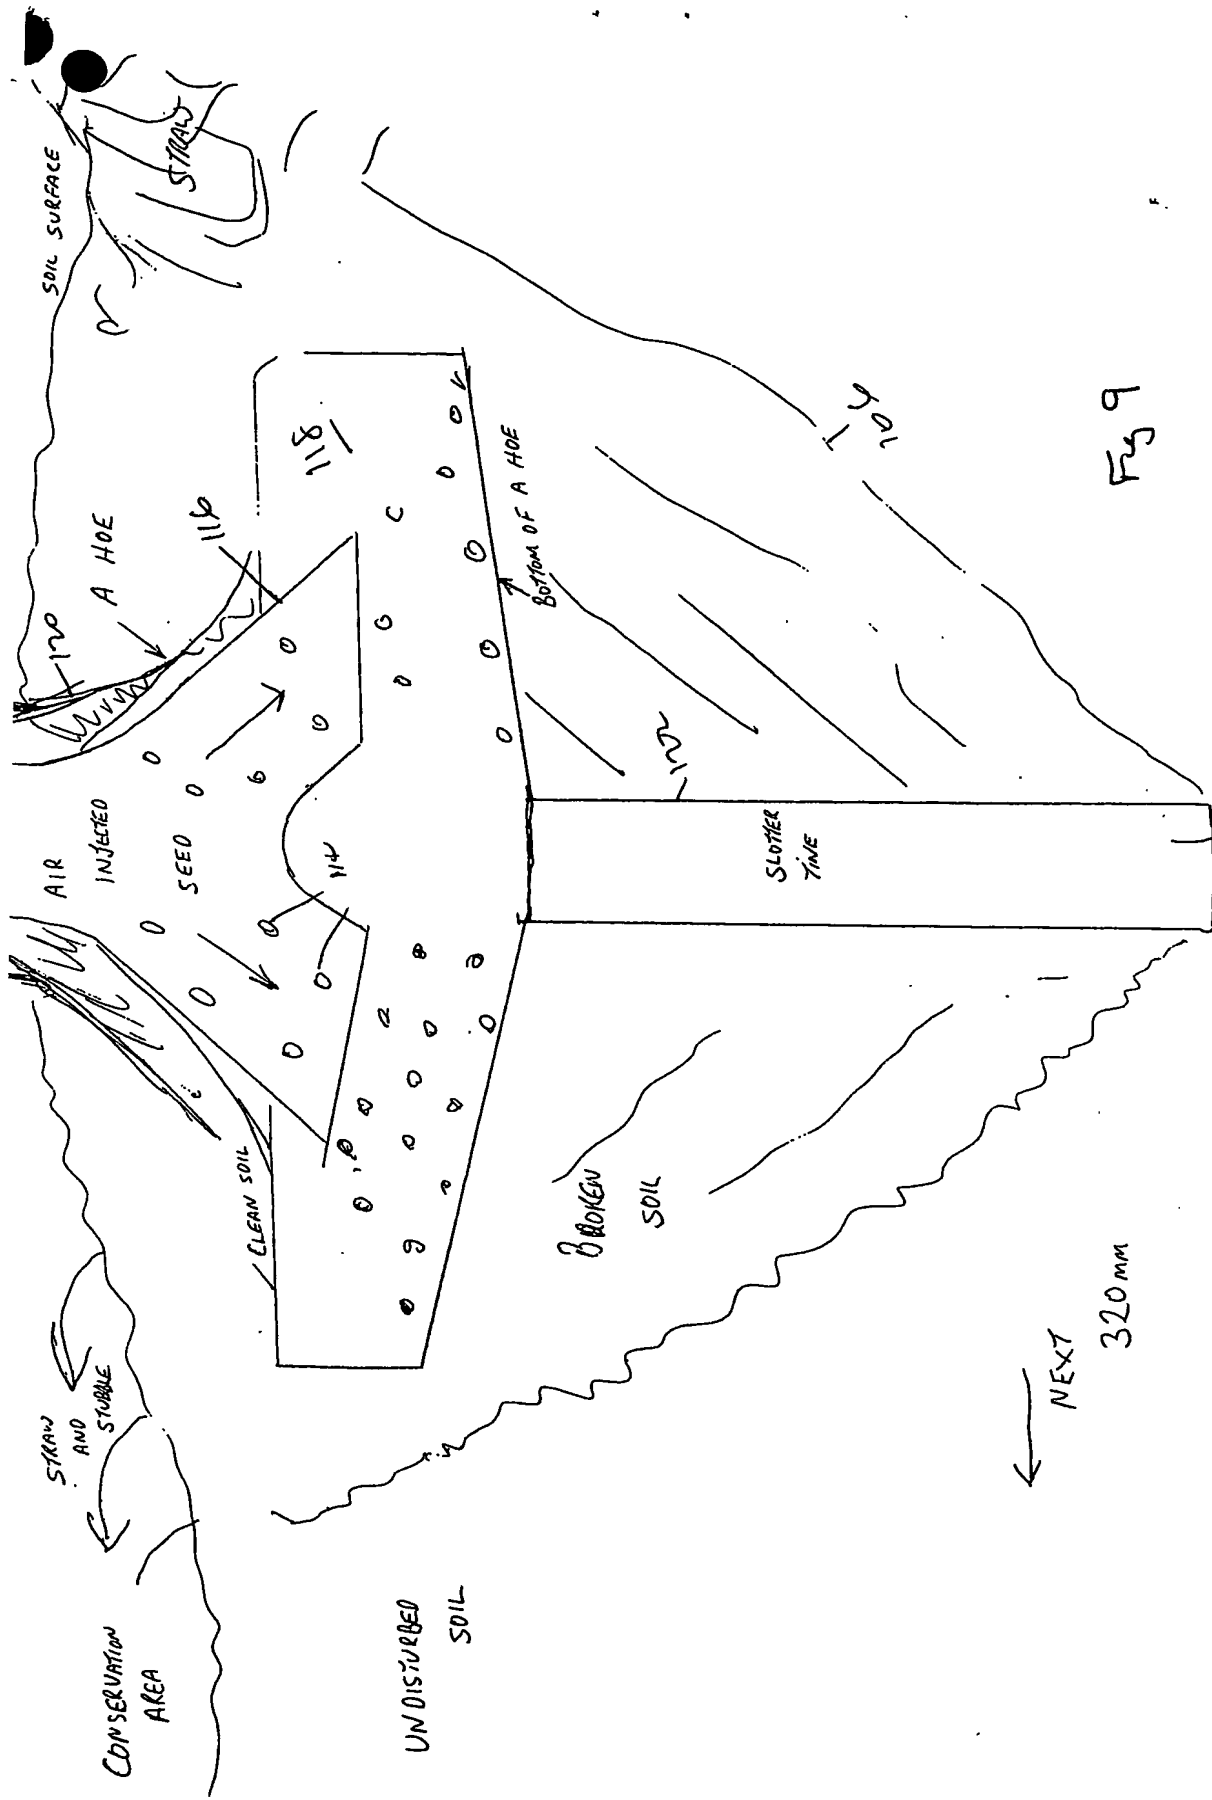 CONSERVATION
AREA
STRAW
AND
STUBBLE
CLEAN SOIL
AIR
INJECTED
SEED
120
A HOE
116
SOIL SURFACE
STRAW
118
114
UNDISTURBED
SOIL
BOTTOM OF A HOE
BROKEN
SOIL
SLOTTER
TINE
122
104
NEXT
320mm
Fig 9